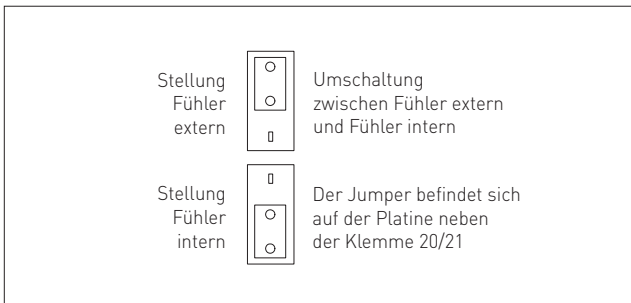 Stellung
Fühler
extern
Umschaltung
zwischen Fühler extern
und Fühler intern
Stellung
Fühler
intern
Der Jumper befindet sich
auf der Platine neben
der Klemme 20/21